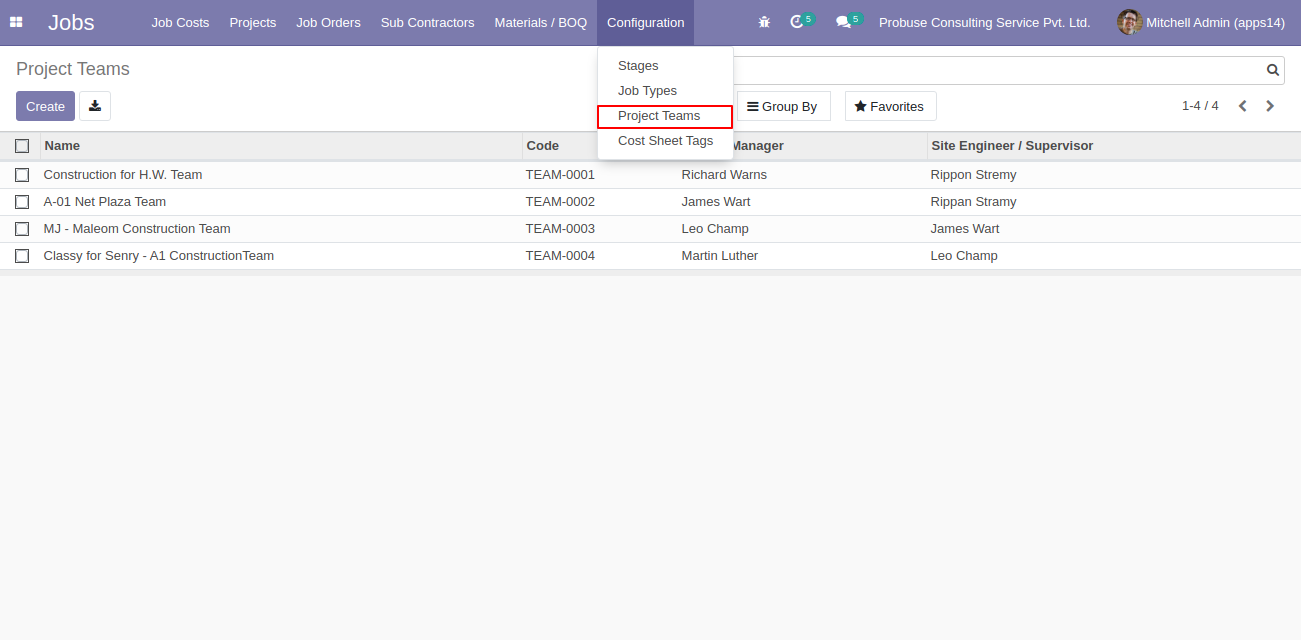 Jobs Job Costs Projects Job Orders Sub Contractors Materials / BOQ Configuration 5 5 Probuse Consulting Service Pvt. Ltd. Mitchell Admin (apps14)
Project Teams
Stages
Job Types
Project Teams
Cost Sheet Tags
Create Group By Favorites 1-4 / 4
Name Code Manager Site Engineer / Supervisor
Construction for H.W. Team TEAM-0001 Richard Warns Rippon Stremy
A-01 Net Plaza Team TEAM-0002 James Wart Rippan Stramy
MJ - Maleom Construction Team TEAM-0003 Leo Champ James Wart
Classy for Senry - A1 ConstructionTeam TEAM-0004 Martin Luther Leo Champ